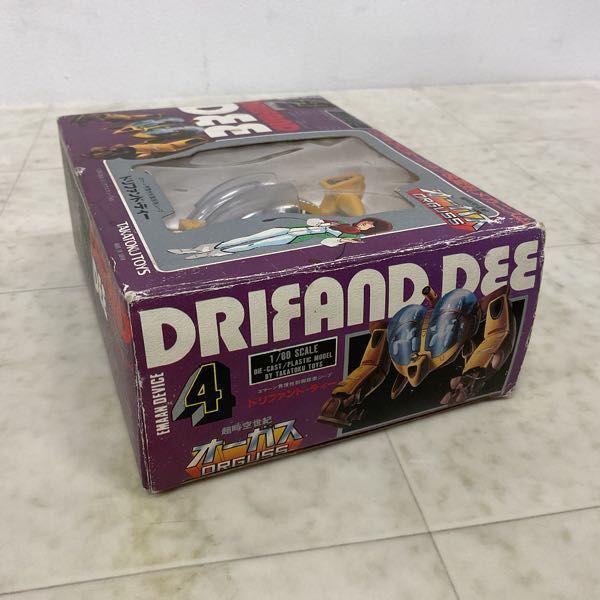 DEE
ドリファンド・ディー
TAKATOKU TOYS
オーガス
ORGUSS
DRIFAND DEE
1/60 SCALE
DIE-CAST/PLASTIC MODEL
BY TAKATOKU TOYS
ドリファンド・ディー
EMAAN DEVICE
4
超時空世紀
オーガス
ORGUSS